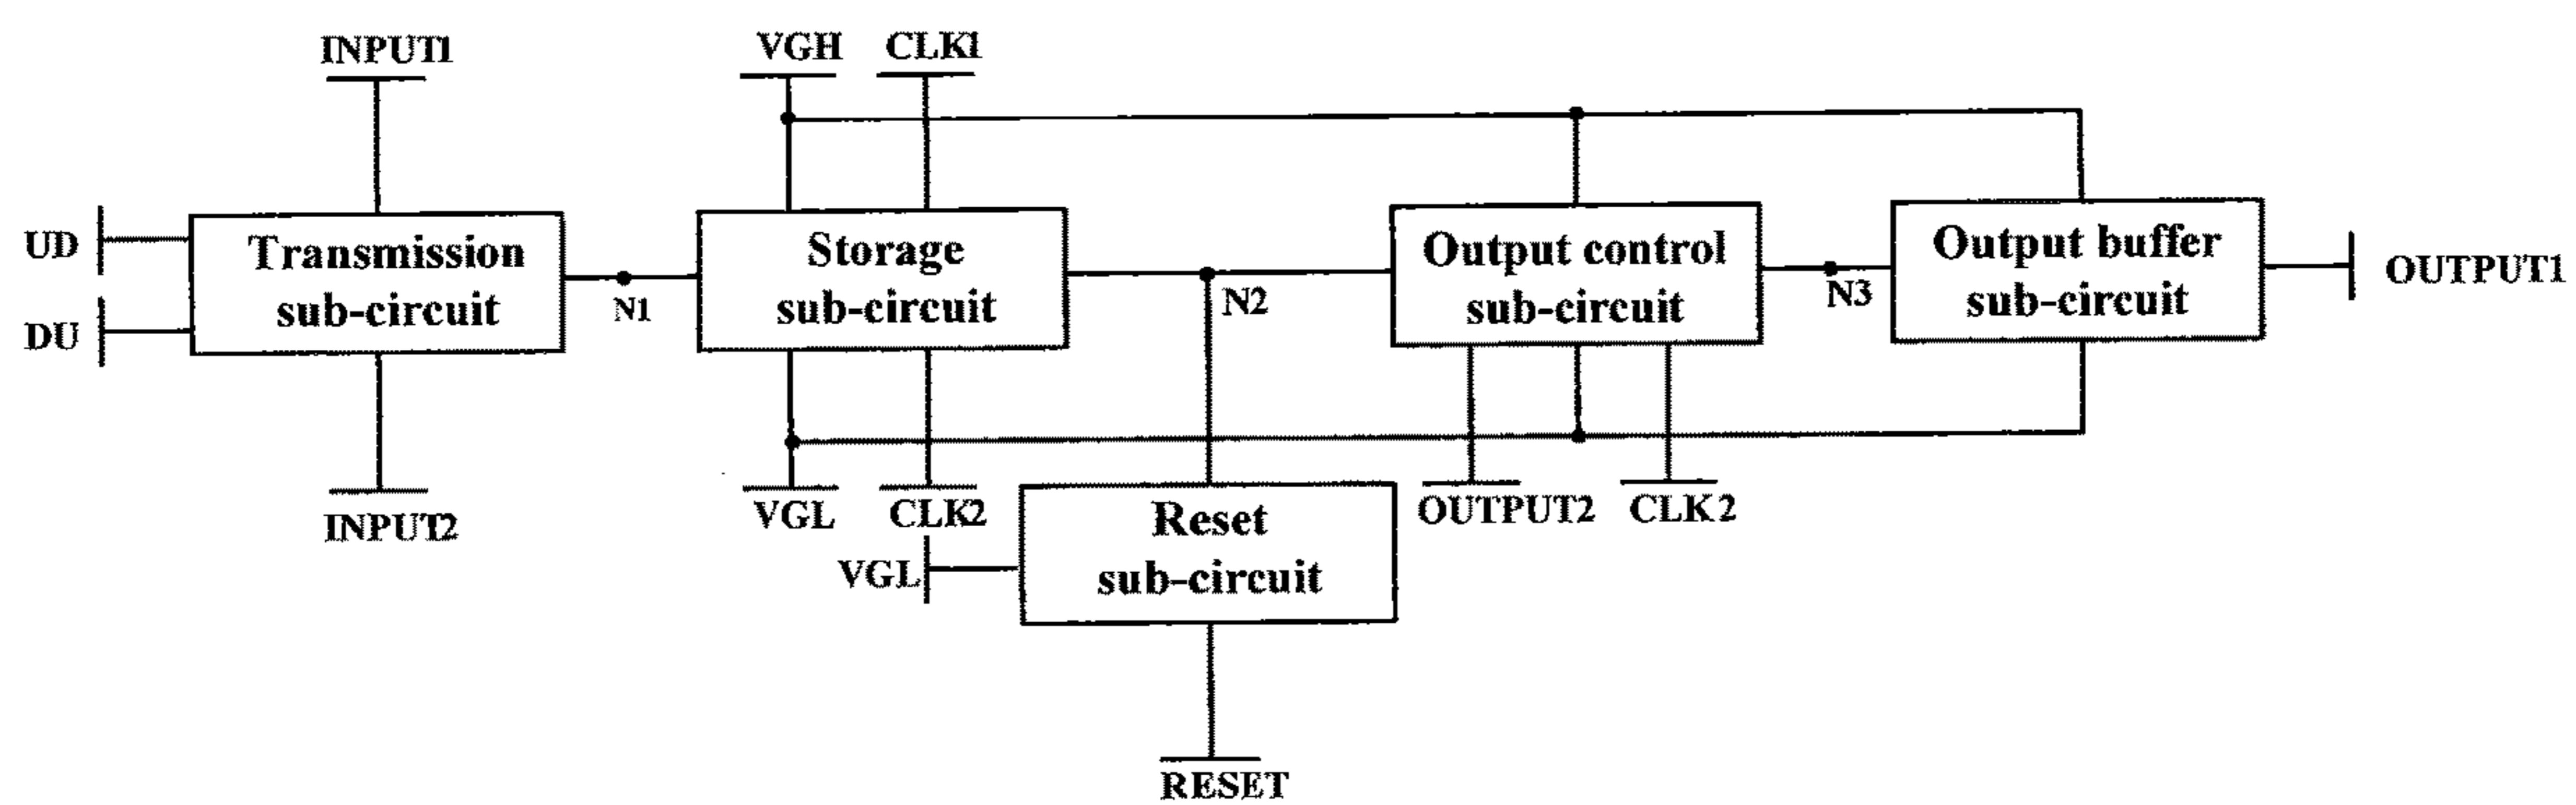 INPUT1
VGH
CLK1
UD
DU
Transmission
sub-circuit
N1
Storage
sub-circuit
N2
Output control
sub-circuit
N3
Output buffer
sub-circuit
OUTPUT1
INPUT2
VGL
CLK2
OUTPUT2
CLK2
VGL
Reset
sub-circuit
RESET